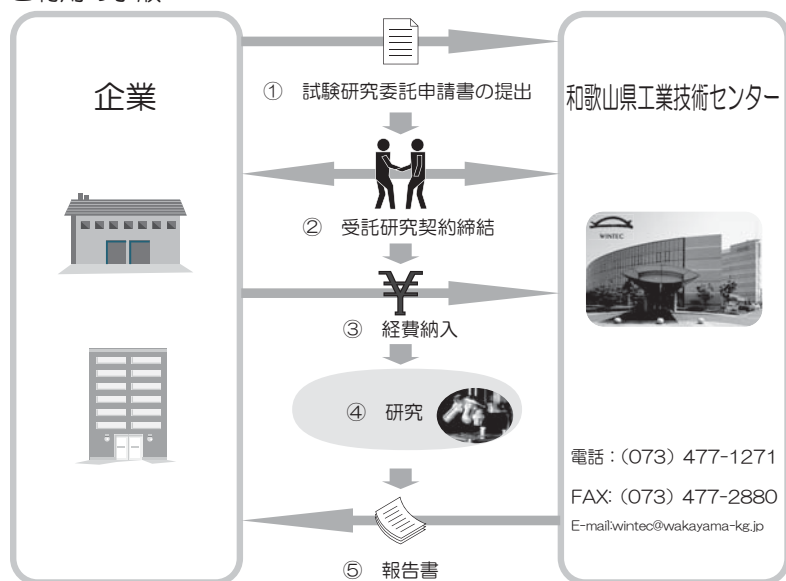 企業
① 試験研究委託申請書の提出
② 受託研究契約締結
¥
③ 経費納入
④ 研究
⑤ 報告書
和歌山県工業技術センター
WINTEC
電話：(073) 477-1271
FAX: (073) 477-2880
E-mail:wintec@wakayama-kg.jp